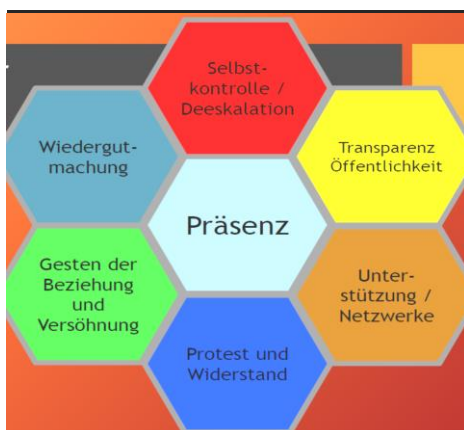 Selbst-
kontrolle /
Deeskalation
Wiedergut-
machung
Transparenz
Öffentlichkeit
Präsenz
Gesten der
Beziehung
und
Versöhnung
Unter-
stützung /
Netzwerke
Protest und
Widerstand